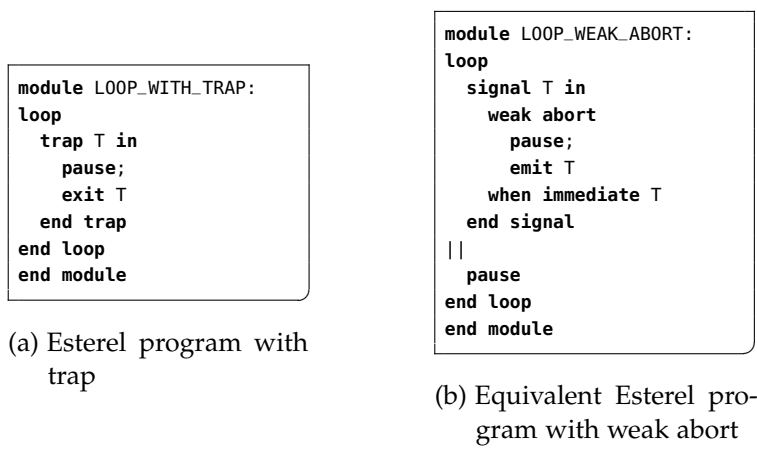 module LOOP_WITH_TRAP:
loop
  trap T in
    pause;
    exit T
  end trap
end loop
end module
(a) Esterel program with
trap
module LOOP_WEAK_ABORT:
loop
  signal T in
    weak abort
      pause;
      emit T
    when immediate T
  end signal
||
  pause
end loop
end module
(b) Equivalent Esterel pro-
gram with weak abort